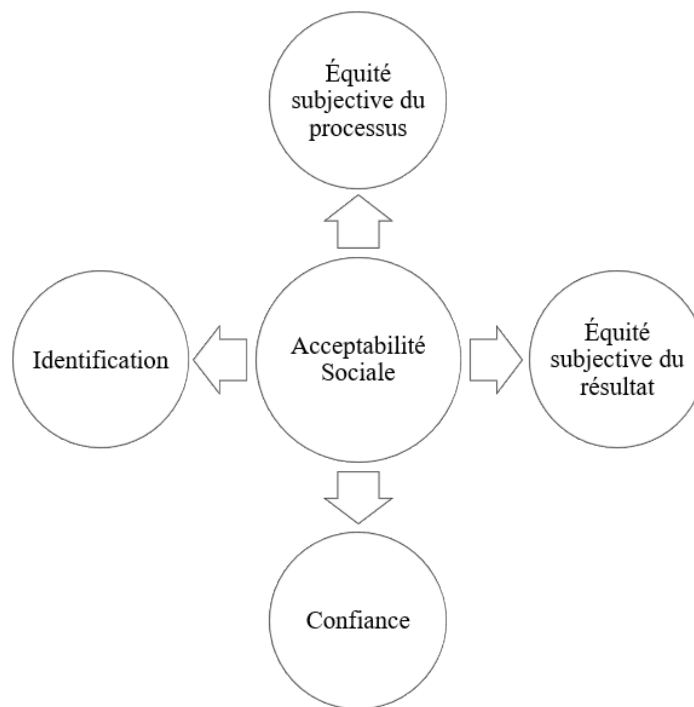 Équité
subjective du
processus
Identification
Acceptabilité
Sociale
Équité
subjective du
résultat
Confiance